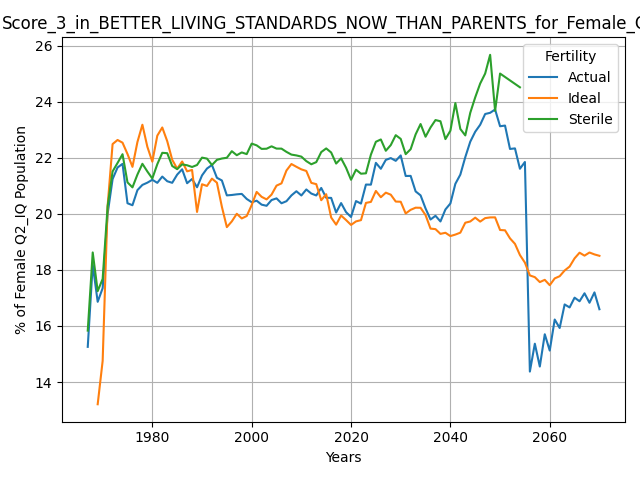 Score_3_in_BETTER_LIVING_STANDARDS_NOW_THAN_PARENTS_for_Female_
26
24
22
20
18
16
14
% of Female Q2_IQ Population
Fertility
Actual
Ideal
Sterile
1980
2000
2020
2040
2060
Years